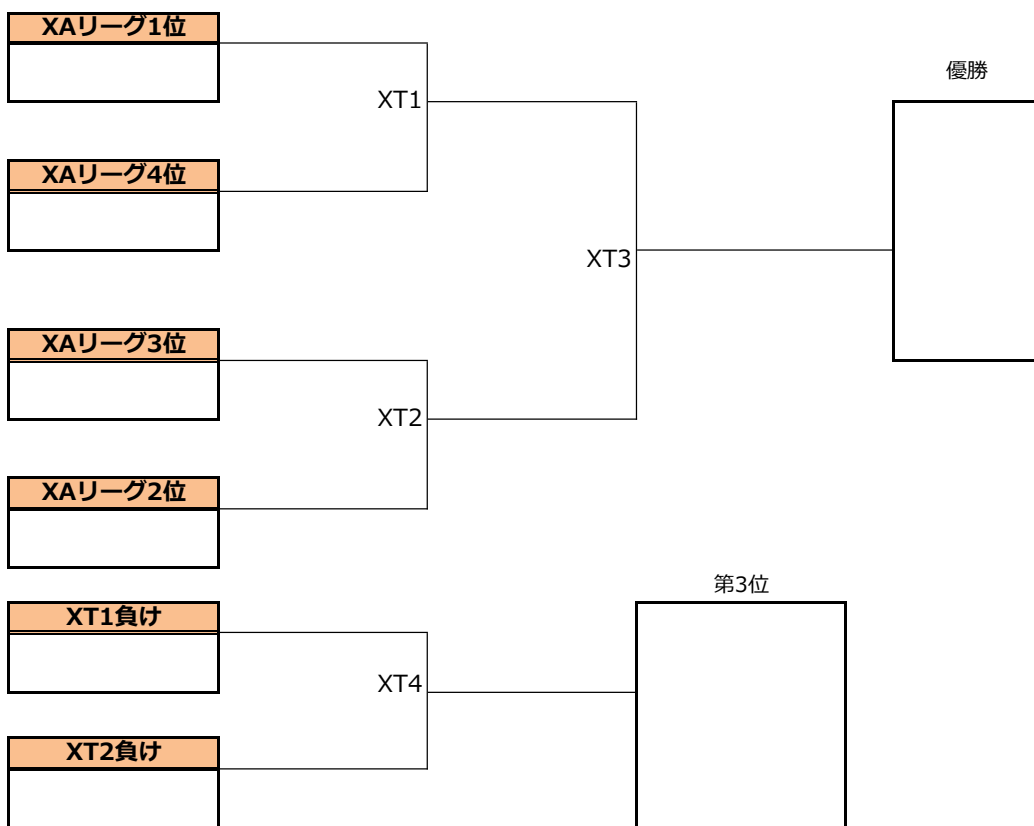 XAリーグ1位
優勝
XT1
XAリーグ4位
XT3
XAリーグ3位
XT2
XAリーグ2位
第3位
XT1負け
XT4
XT2負け